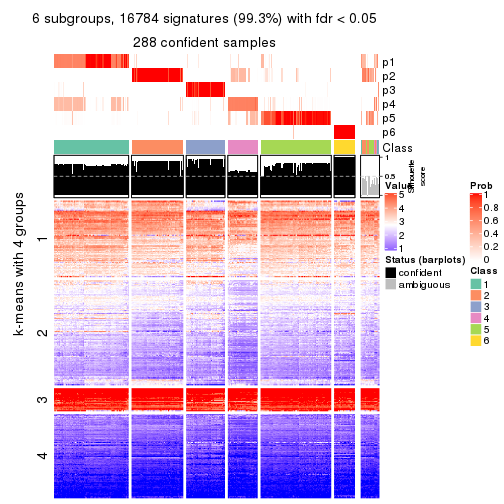 6 subgroups, 16784 signatures (99.3%) with fdr < 0.05
288 confident samples
p1
p2
p3
p4
p5
p6
Class
1
0.5
Silhouette
score
k-means with 4 groups
1
2
3
4
Value
5
4
3
2
1
Status (barplots)
confident
ambiguous
Prob
1
0.8
0.6
0.4
0.2
0
Class
1
2
3
4
5
6